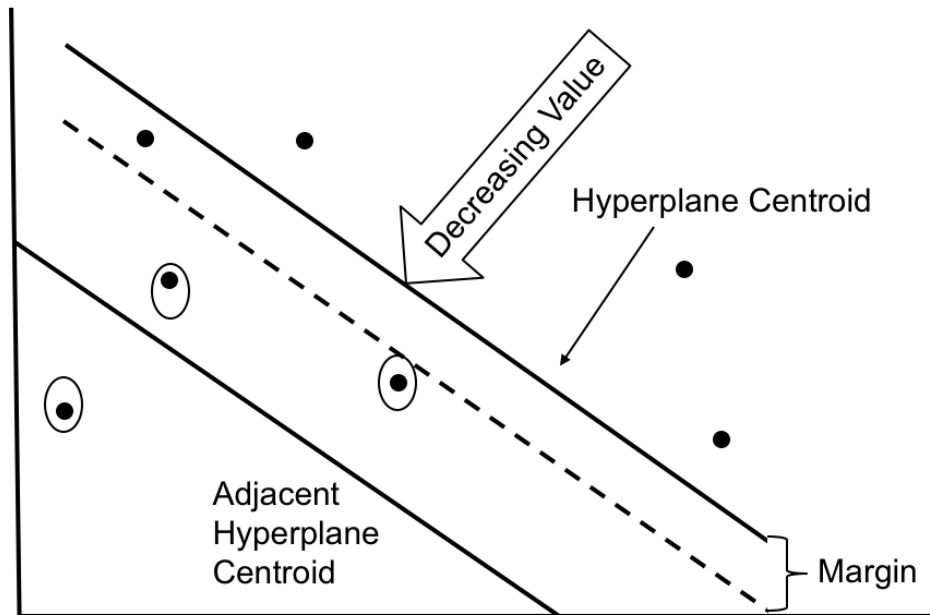 Decreasing Value
Hyperplane Centroid
Adjacent
Hyperplane
Centroid
Margin